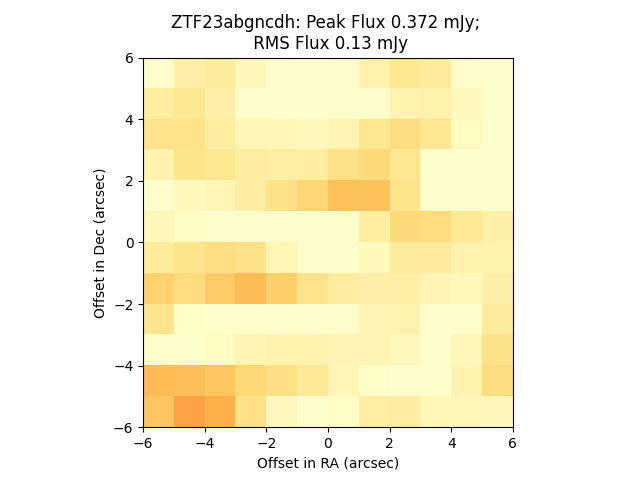 ZTF23abgncdh: Peak Flux 0.372 mJy;
RMS Flux 0.13 mJy
6
4
2
0
−2
−4
−6
Offset in Dec (arcsec)
−6 −4 −2 0 2 4 6
Offset in RA (arcsec)